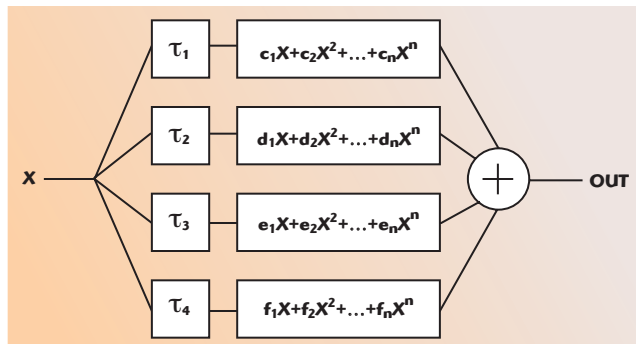 τ₁ c₁X+c₂X²+...+cₙXⁿ
τ₂ d₁X+d₂X²+...+dₙXⁿ
X + OUT
τ₃ e₁X+e₂X²+...+eₙXⁿ
τ₄ f₁X+f₂X²+...+fₙXⁿ